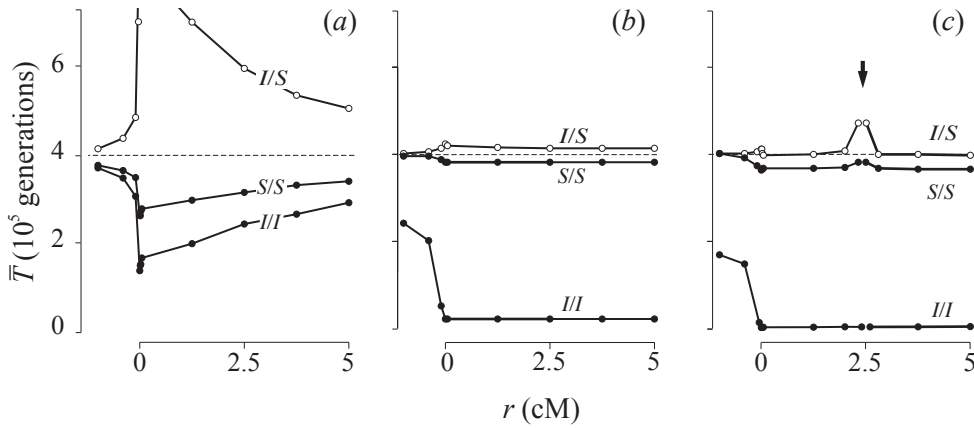 (a) (b) (c)
6
I/S
I/S I/S
4
S/S S/S S/S
I/I
2
I/I I/I
0
T̅ (10⁵ generations)
0 2.5 5 0 2.5 5 0 2.5 5
r (cM)